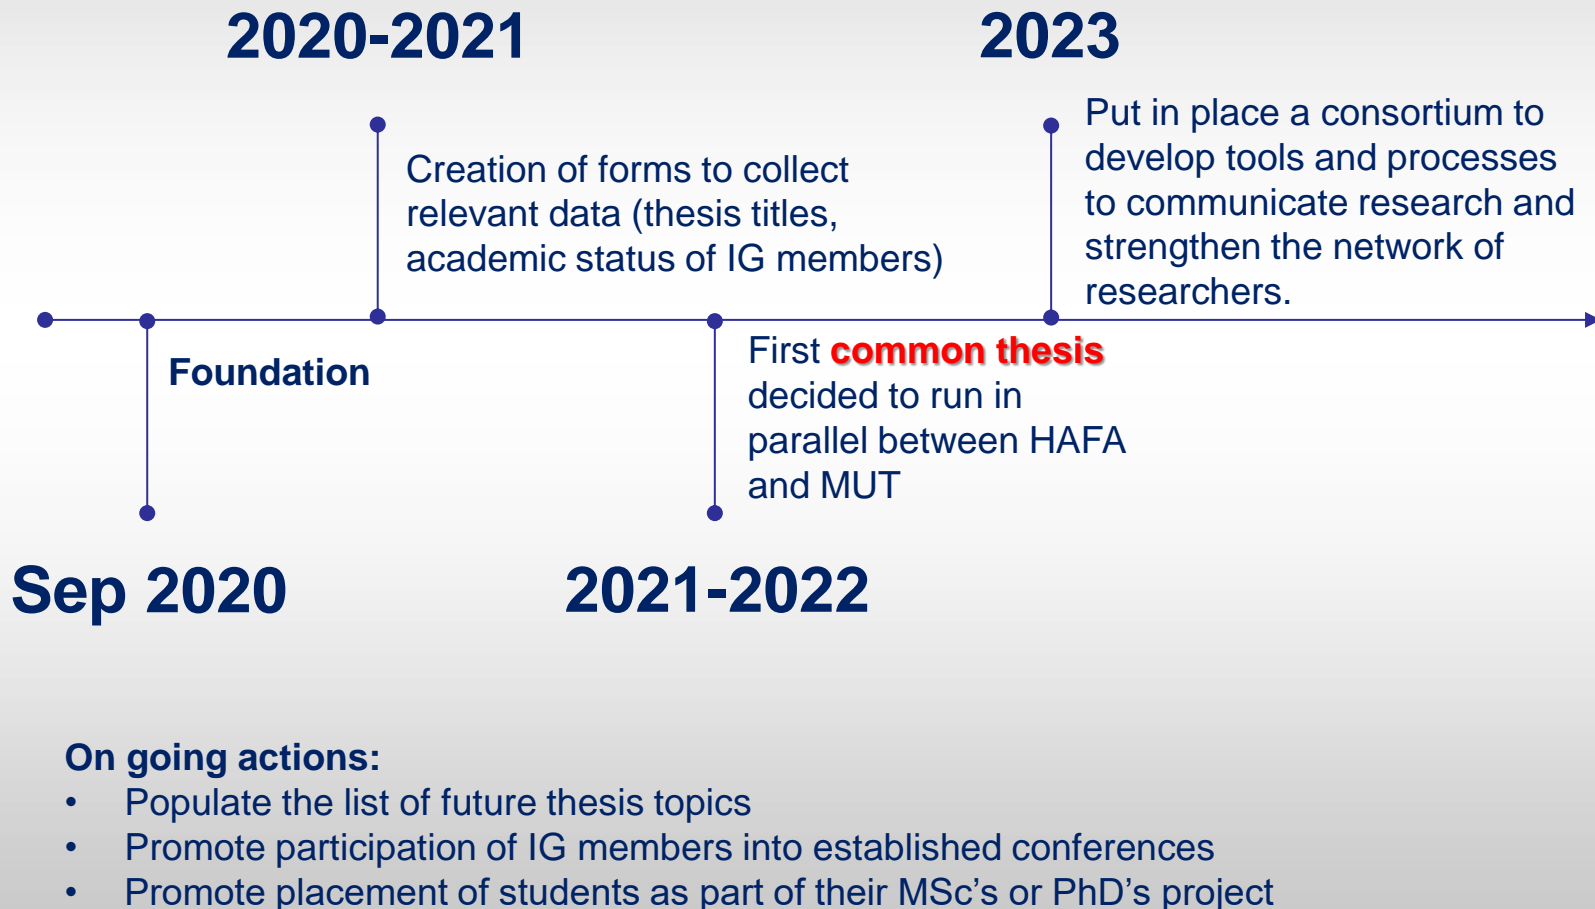 2020-2021
2023
Creation of forms to collect
relevant data (thesis titles,
academic status of IG members)
Put in place a consortium to
develop tools and processes
to communicate research and
strengthen the network of
researchers.
Foundation
First common thesis
decided to run in
parallel between HAFA
and MUT
Sep 2020
2021-2022
On going actions:
• Populate the list of future thesis topics
• Promote participation of IG members into established conferences
• Promote placement of students as part of their MSc’s or PhD’s project